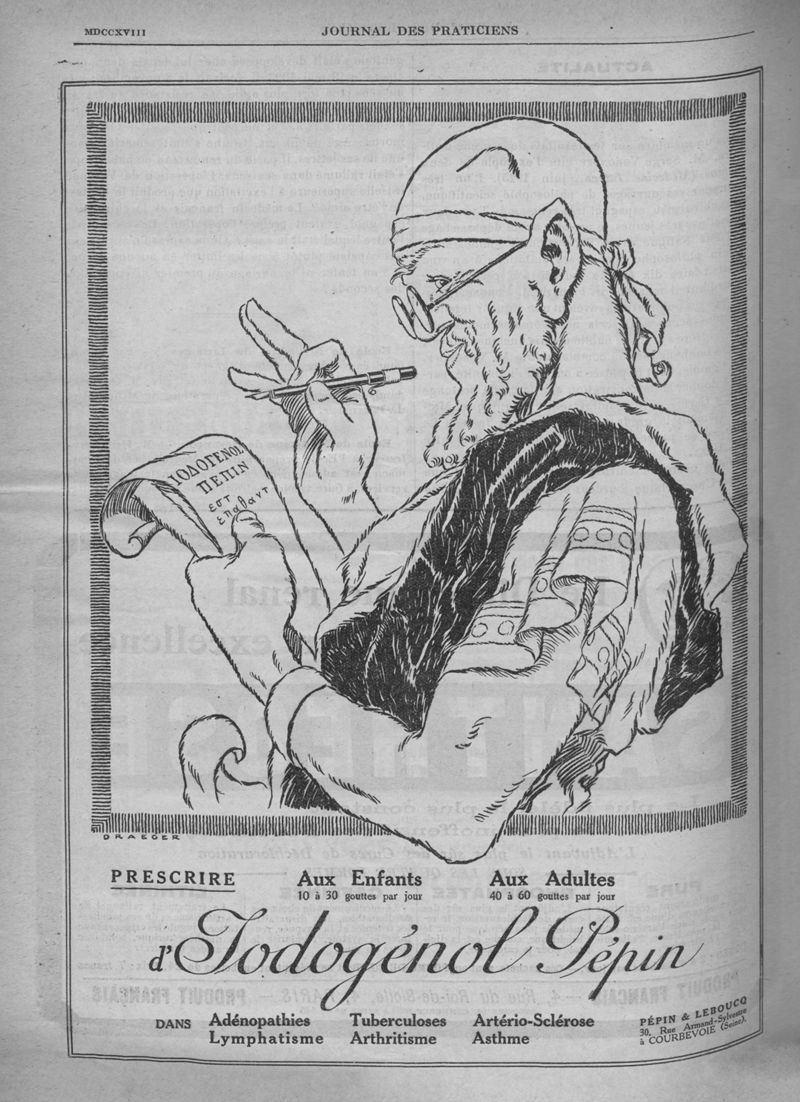 MDCCXVIII
JOURNAL DES PRATICIENS
ΙΟΔΟΓΕΝΟΛ
ΠΕΠΙΝ
εστ
επαθαντ
DRAEGER
PRESCRIRE
Aux Enfants
10 à 30 gouttes par jour
Aux Adultes
40 à 60 gouttes par jour
d'Iodogénol Pépin
DANS
Adénopathies
Lymphatisme
Tuberculoses
Arthritisme
Artério-Sclérose
Asthme
PÉPIN & LEBOUCQ
30, Rue Armand-Sylvestre
à COURBEVOIE (Seine).